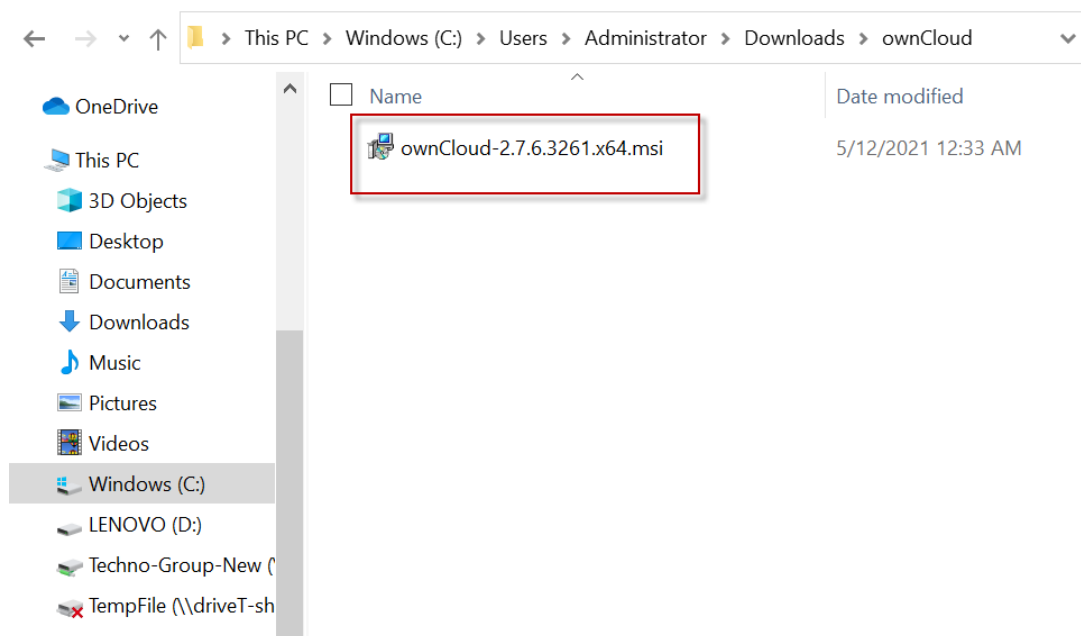 This PC > Windows (C:) > Users > Administrator > Downloads > ownCloud
Name Date modified
ownCloud-2.7.6.3261.x64.msi 5/12/2021 12:33 AM
OneDrive
This PC
3D Objects
Desktop
Documents
Downloads
Music
Pictures
Videos
Windows (C:)
LENOVO (D:)
Techno-Group-New (\
TempFile (\\driveT-sh